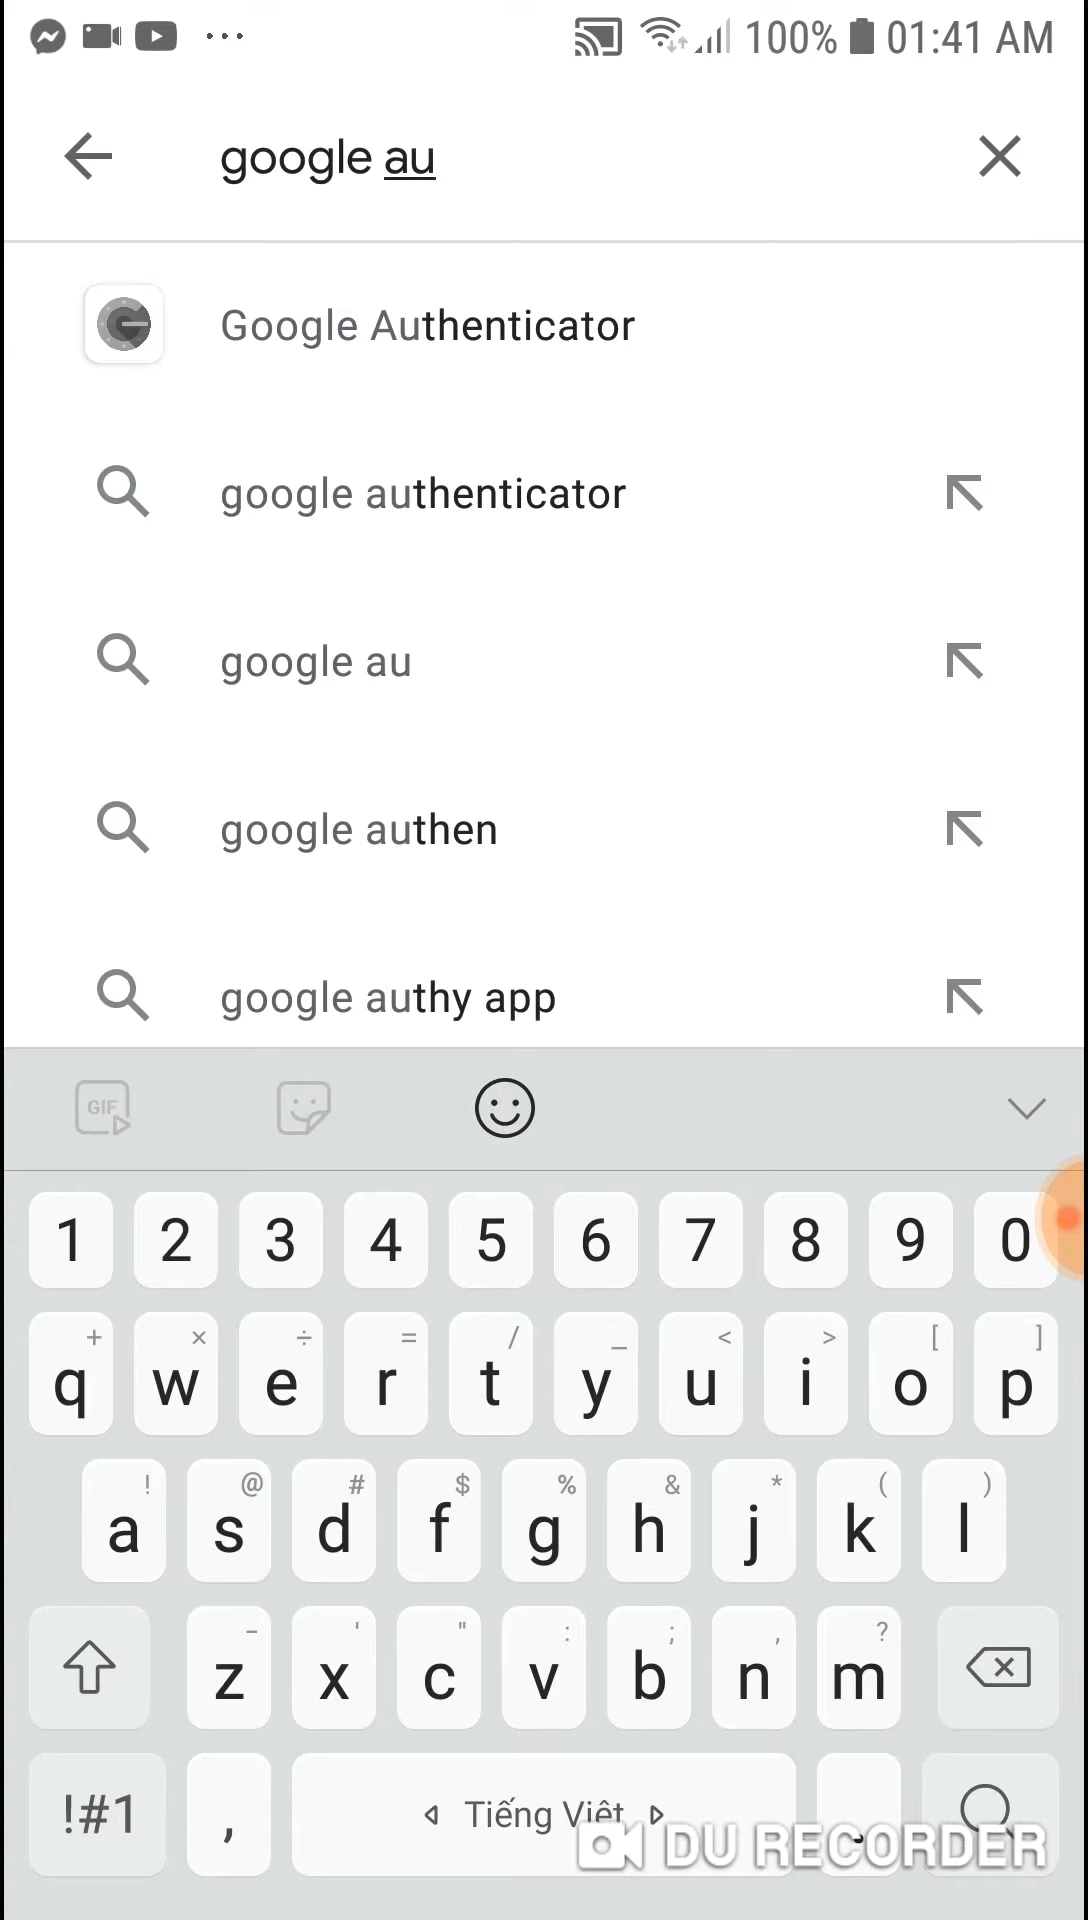 100% 01:41 AM
google au
Google Authenticator
google authenticator
google au
google authen
google authy app
GIF
1 2 3 4 5 6 7 8 9 0
+ × ÷ = / _ < > [ ]
q w e r t y u i o p
! @ # $ % & * ( )
a s d f g h j k l
- ' " : ; , ?
z x c v b n m
!#1 , Tiếng Việt .
DU RECORDER